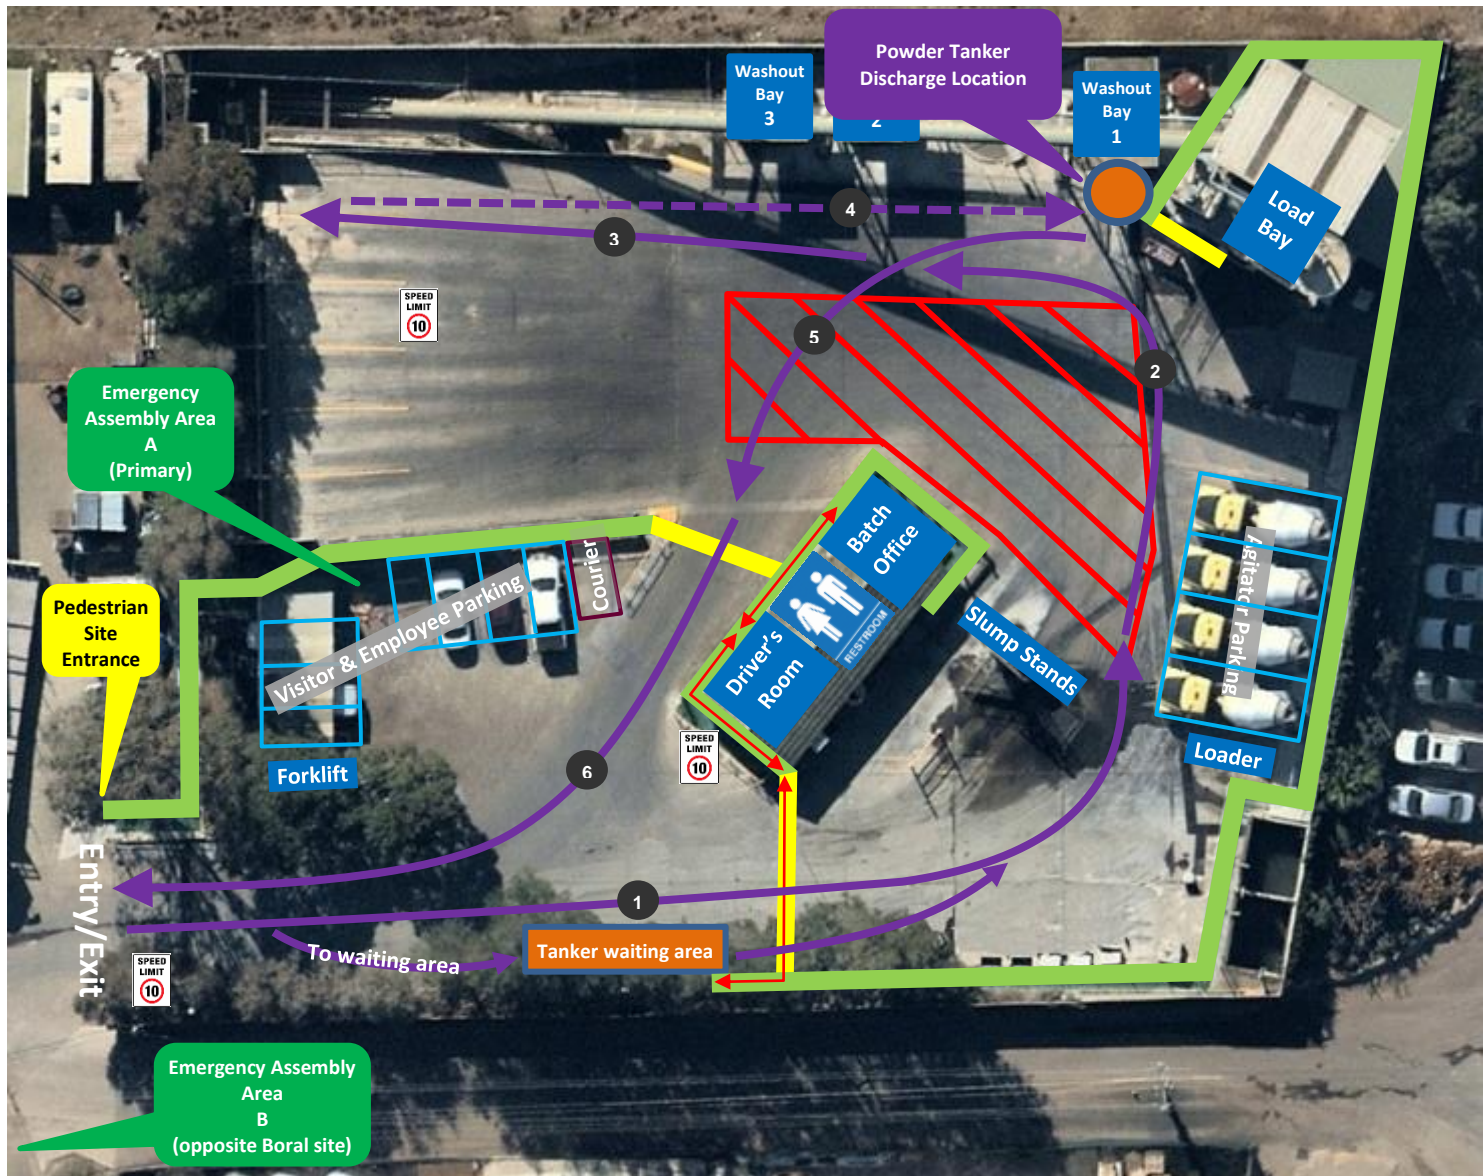 Powder Tanker
Discharge Location
Washout
Bay
3
2
Washout
Bay
1
Load
Bay
4
3
SPEED
LIMIT
10
5
2
Emergency
Assembly Area
A
(Primary)
Batch
Office
Courier
Visitor & Employee Parking
Pedestrian
Site
Entrance
RESTROOM
Driver's
Room
Slump Stands
Agitator Parking
Forklift
SPEED
LIMIT
10
Loader
6
Entry/Exit
1
To waiting area
Tanker waiting area
SPEED
LIMIT
10
Emergency Assembly
Area
B
(opposite Boral site)